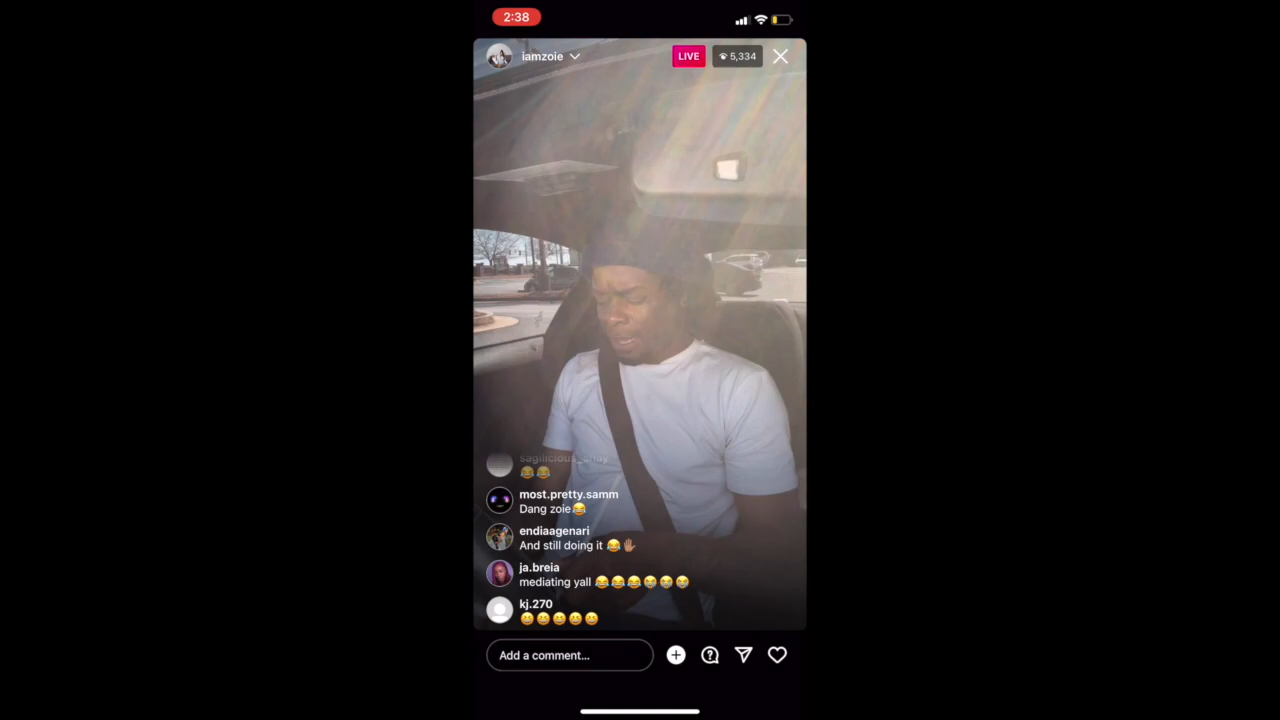 2:38
iamzoie
LIVE
5,334
sagilicious_
😂😂
most.pretty.samm
Dang zoie😂
endiaagenari
And still doing it 😂🤚🏽
ja.breia
mediating yall 😂😂😂😭😭😭
kj.270
😆😆😆😆😆
Add a comment...